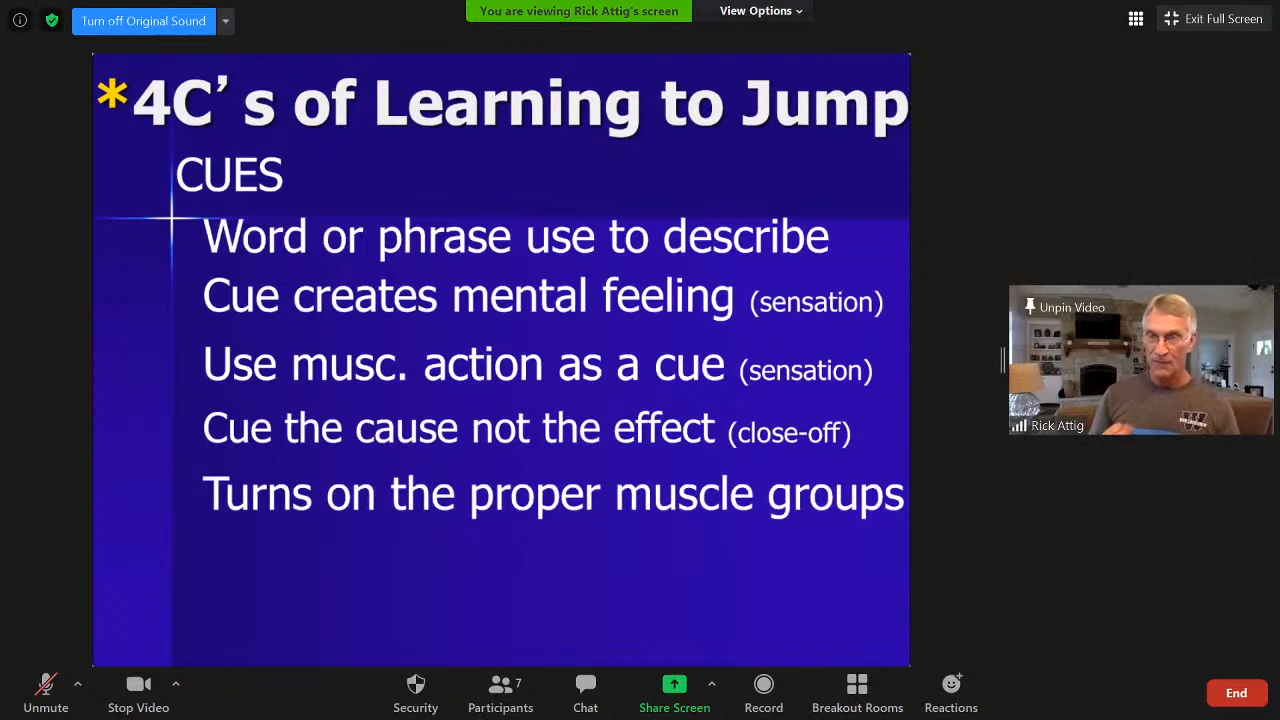 Turn off Original Sound
You are viewing Rick Attig's screen
View Options
Exit Full Screen
*4C's of Learning to Jump
CUES
Word or phrase use to describe
Cue creates mental feeling (sensation)
Use musc. action as a cue (sensation)
Cue the cause not the effect (close-off)
Turns on the proper muscle groups
Unpin Video
Rick Attig
Unmute
Stop Video
Security
Participants 7
Chat
Share Screen
Record
Breakout Rooms
Reactions
End